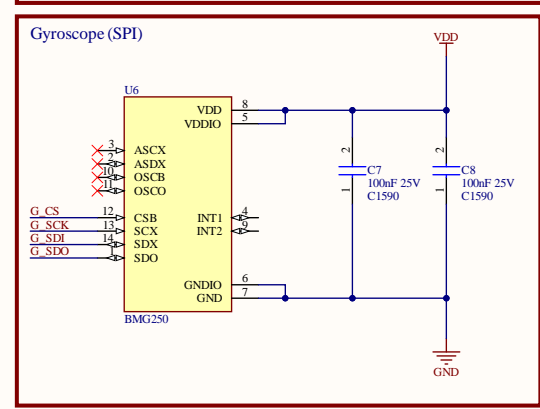 Gyroscope (SPI)
VDD
U6
VDD 8
VDDIO 5
3 ASCX
2 ASDX
10 OSCB
11 OSCO
2
C7
100nF 25V
C1590
1
2
C8
100nF 25V
C1590
1
G_CS 12 CSB
G_SCK 13 SCX
G_SDI 14 SDX
G_SDO 1 SDO
INT1 4
INT2 9
GNDIO 6
GND 7
BMG250
GND